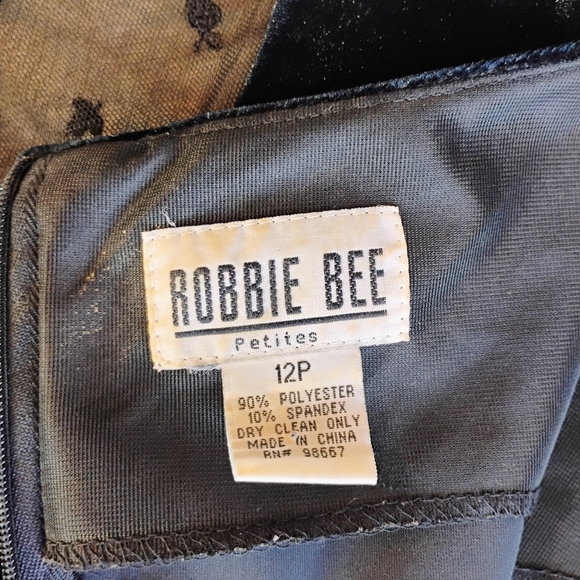 ROBBIE BEE
Petites
12P
90% POLYESTER
10% SPANDEX
DRY CLEAN ONLY
MADE IN CHINA
RN# 98667